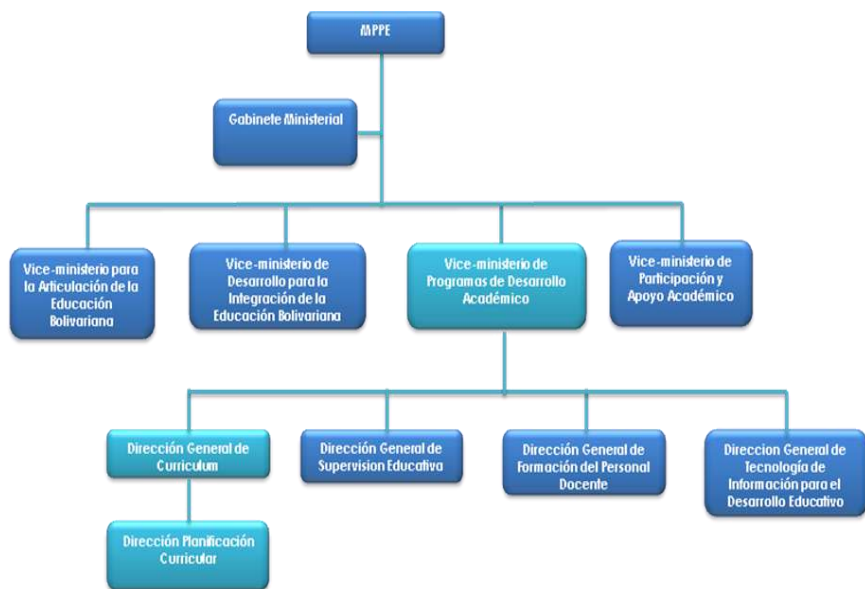 MPPE
Gabinete Ministerial
Vice-ministerio para
la Articulación de la
Educación
Bolivariana
Vice-ministerio de
Desarrollo para la
Integración de la
Educación Bolivariana
Vice-ministerio de
Programas de Desarrollo
Académico
Vice-ministerio de
Participación y
Apoyo Académico
Dirección General de
Curriculum
Dirección General de
Supervision Educativa
Dirección General de
Formación del Personal
Docente
Direccion General de
Tecnología de
Información para el
Desarrollo Educativo
Dirección Planificación
Curricular